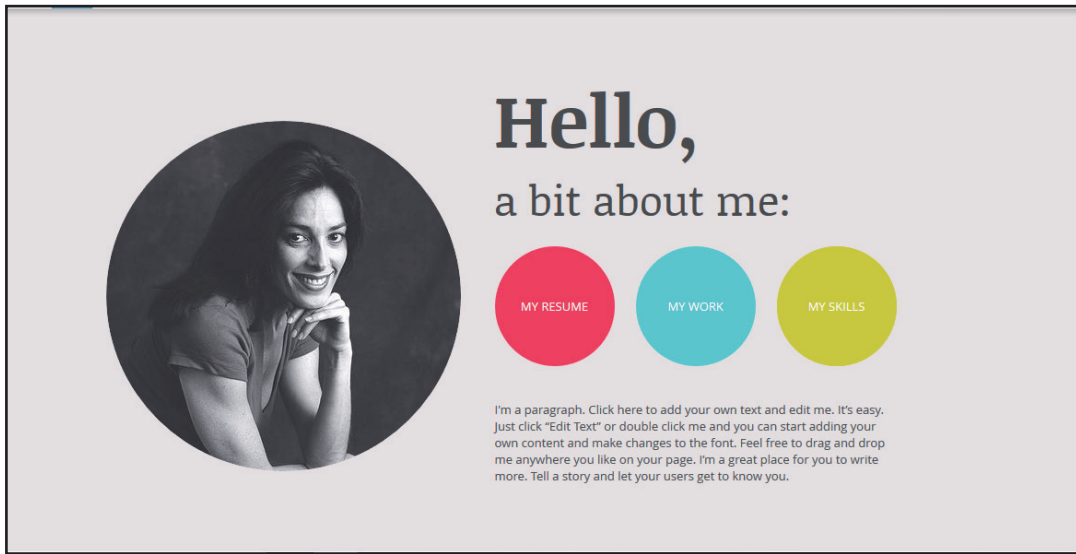 Hello,
a bit about me:
MY RESUME
MY WORK
MY SKILLS
I'm a paragraph. Click here to add your own text and edit me. It's easy.
Just click “Edit Text” or double click me and you can start adding your
own content and make changes to the font. Feel free to drag and drop
me anywhere you like on your page. I'm a great place for you to write
more. Tell a story and let your users get to know you.